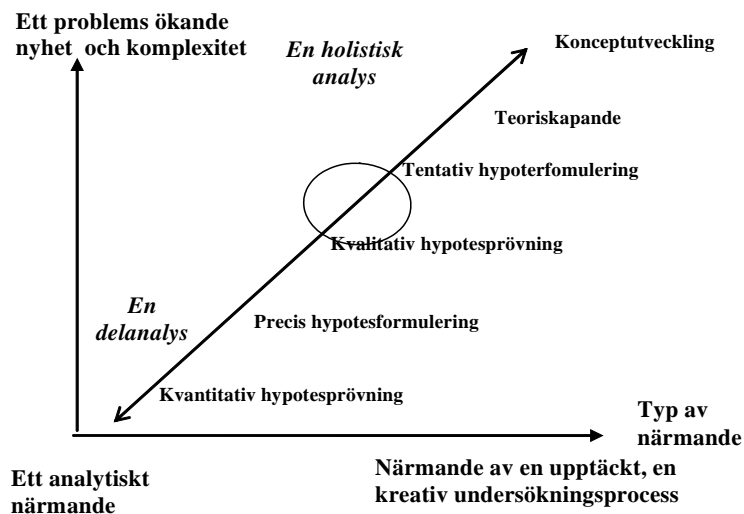 Ett problems ökande
nyhet och komplexitet
En holistisk
analys
Konceptutveckling
Teoriskapande
Tentativ hypoterfomulering
Kvalitativ hypotesprövning
En
delanalys
Precis hypotesformulering
Kvantitativ hypotesprövning
Typ av
närmande
Ett analytiskt
närmande
Närmande av en upptäckt, en
kreativ undersökningsprocess